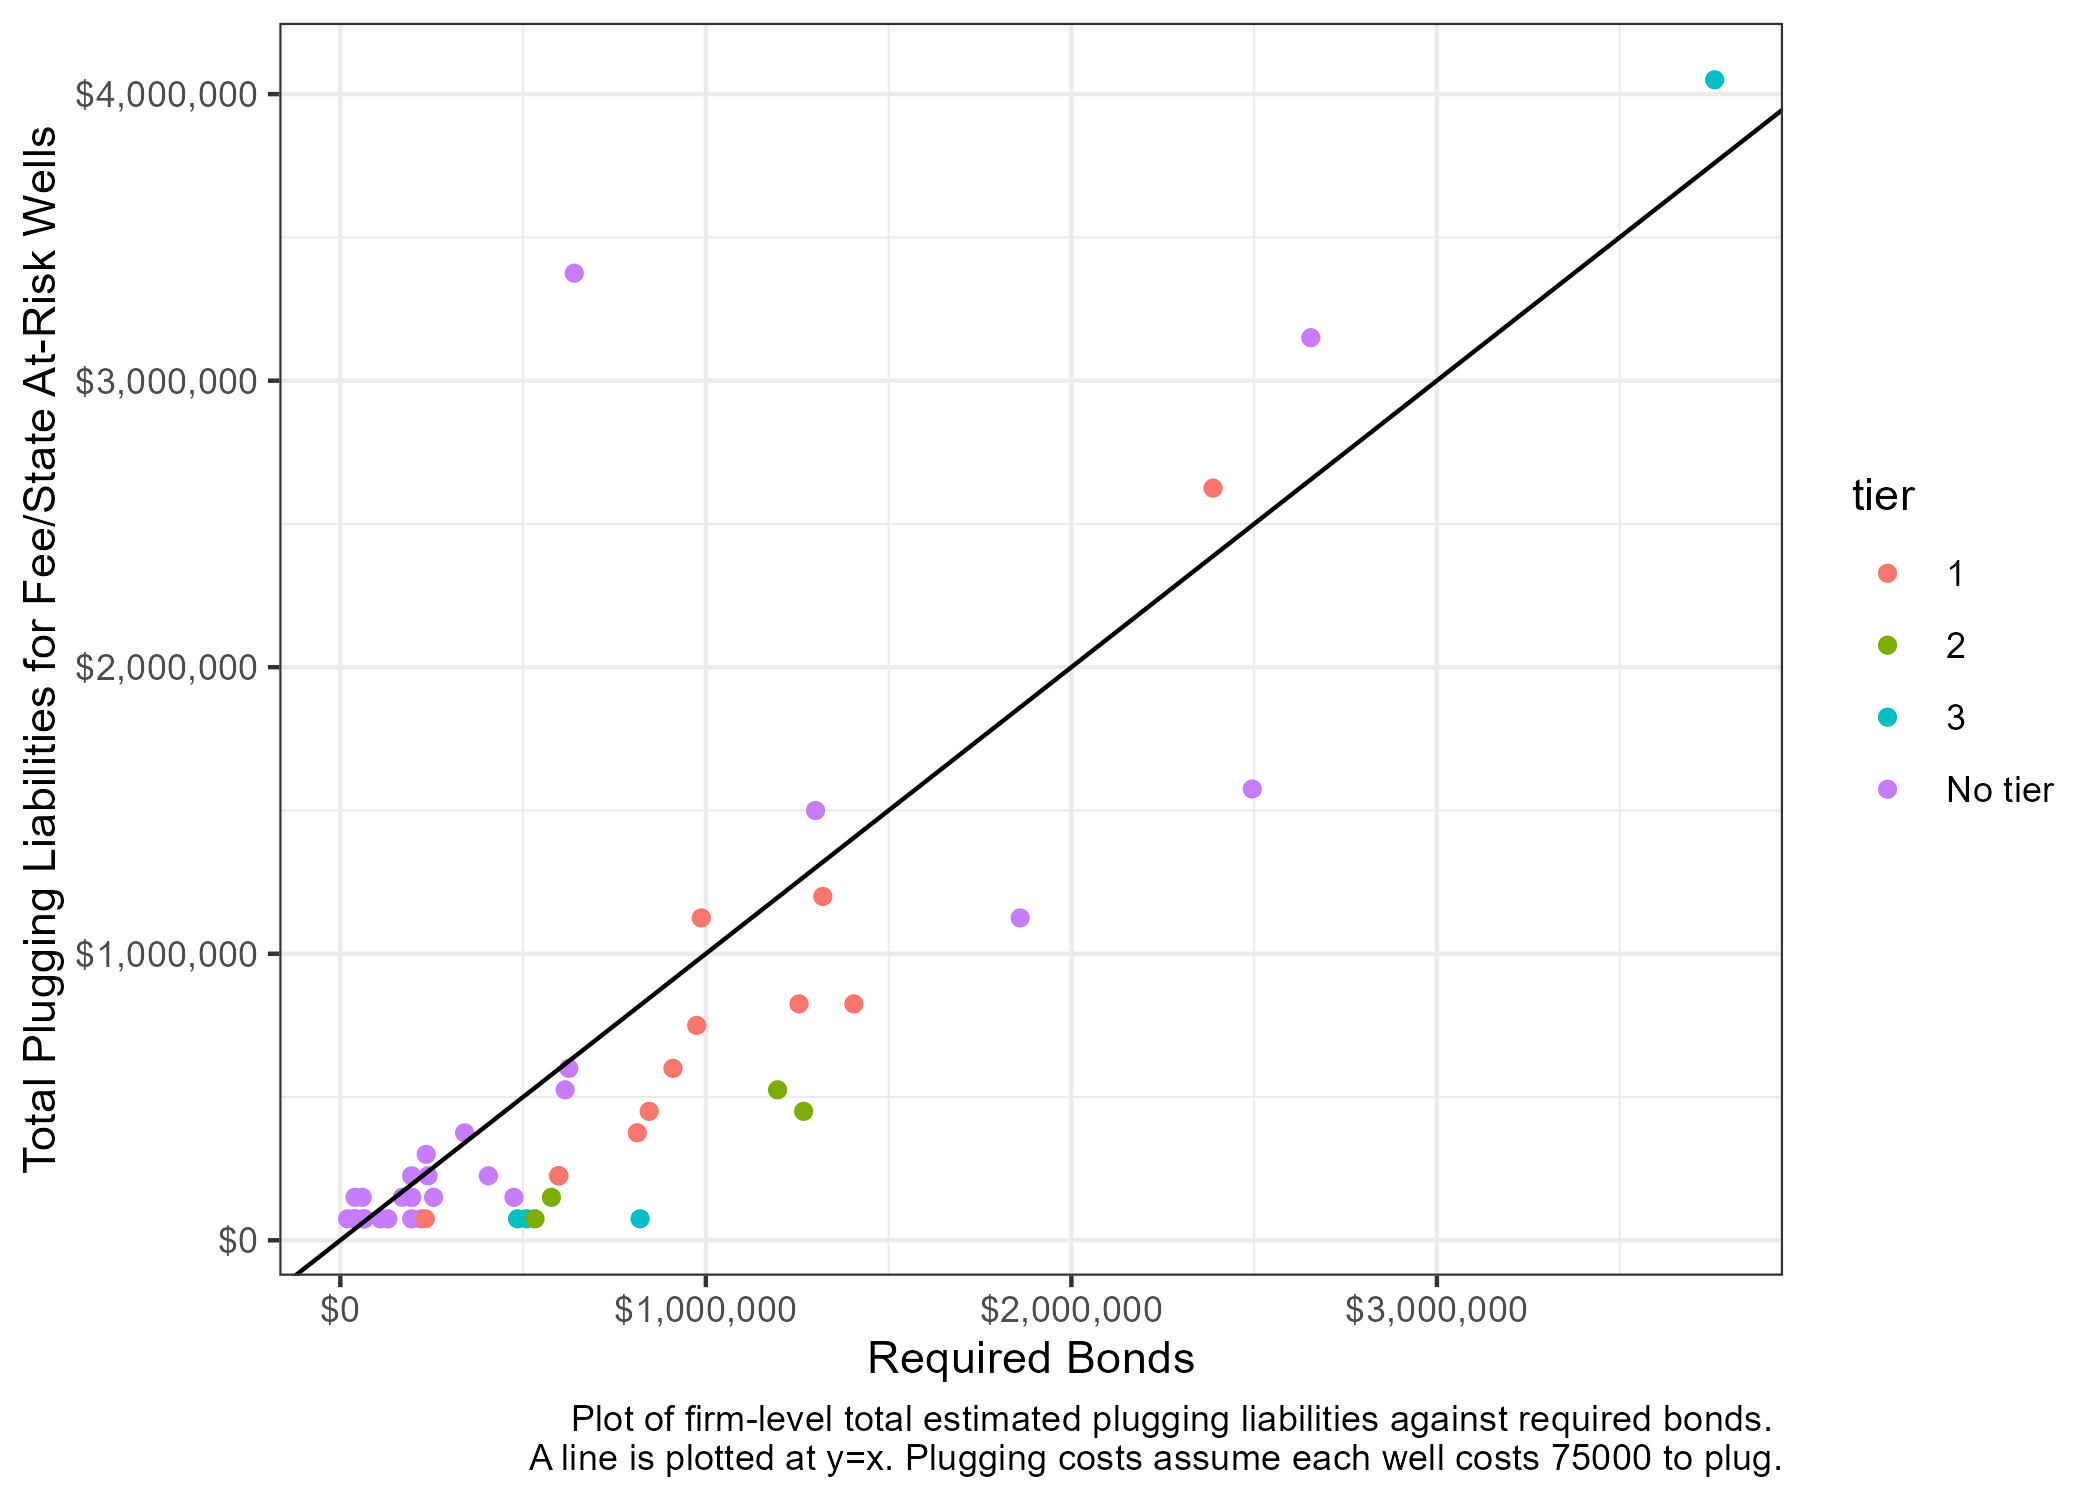 Total Plugging Liabilities for Fee/State At-Risk Wells
$4,000,000
$3,000,000
$2,000,000
$1,000,000
$0
$0
$1,000,000
$2,000,000
$3,000,000
Required Bonds
tier
1
2
3
No tier
Plot of firm-level total estimated plugging liabilities against required bonds.
A line is plotted at y=x. Plugging costs assume each well costs 75000 to plug.